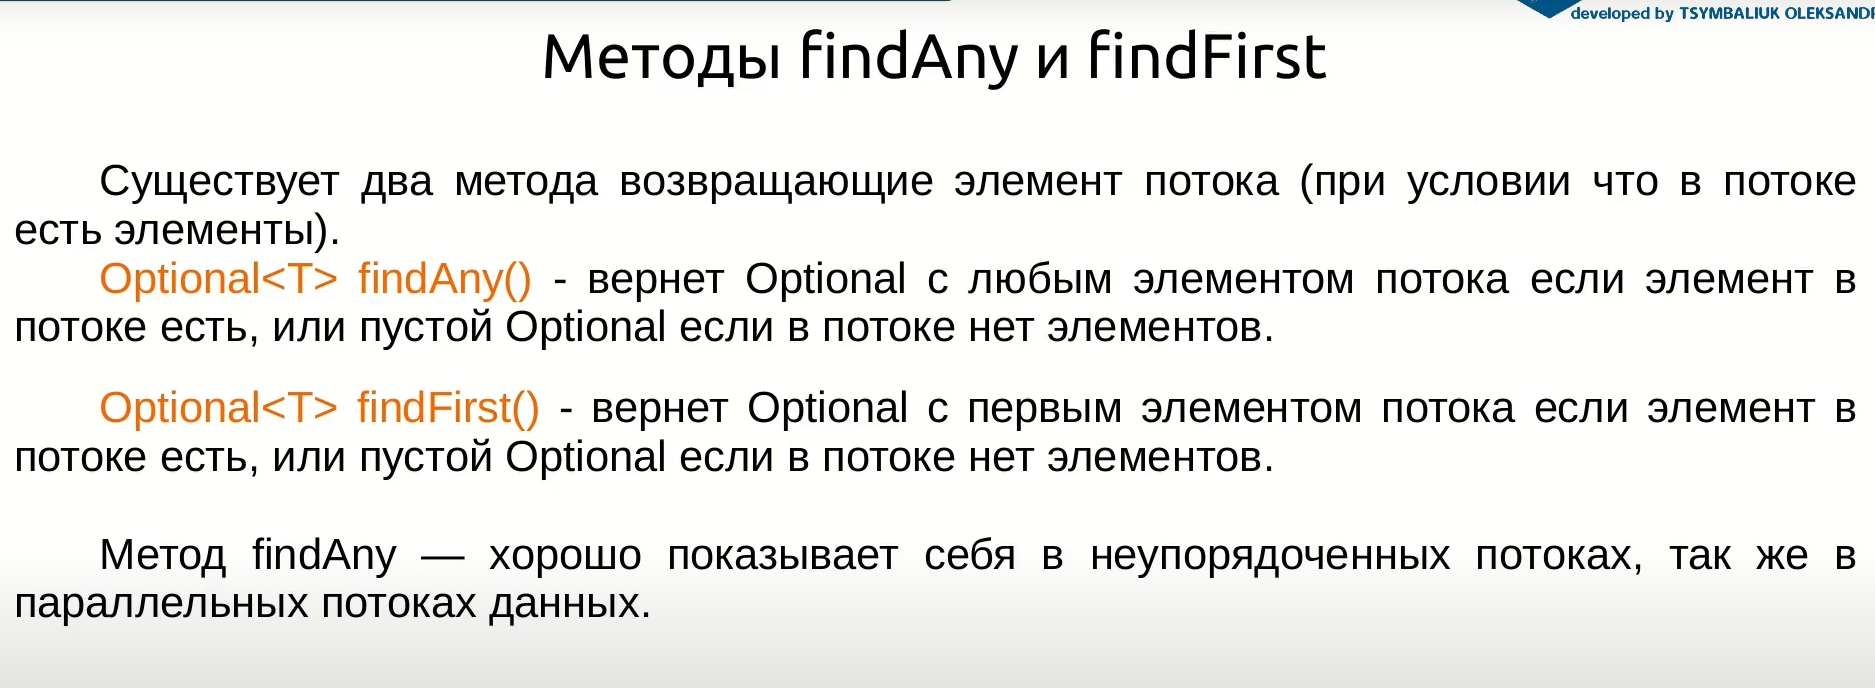 developed by TSYMBALIUK
Методы findAny и findFirst
Существует два метода возвращающие элемент потока (при условии что в потоке
есть элементы).
Optional<T> findAny() - вернет Optional с любым элементом потока если элемент в
потоке есть, или пустой Optional если в потоке нет элементов.
Optional<T> findFirst() - вернет Optional с первым элементом потока если элемент в
потоке есть, или пустой Optional если в потоке нет элементов.
Метод findAny — хорошо показывает себя в неупорядоченных потоках, так же в
параллельных потоках данных.